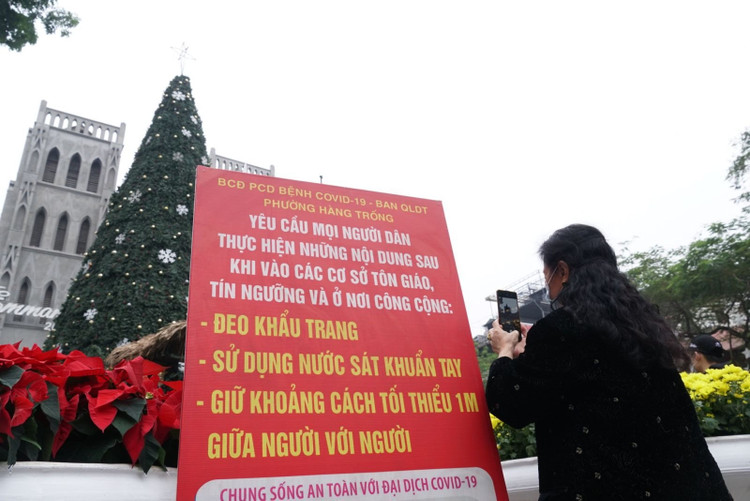 BCĐ PCD BỆNH COVID-19 - BAN QLDT
PHƯỜNG HÀNG TRỐNG
YÊU CẦU MỌI NGƯỜI DÂN
THỰC HIỆN NHỮNG NỘI DUNG SAU
KHI VÀO CÁC CƠ SỞ TÔN GIÁO,
TÍN NGƯỠNG VÀ Ở NƠI CÔNG CỘNG:
- ĐEO KHẨU TRANG
- SỬ DỤNG NƯỚC SÁT KHUẨN TAY
- GIỮ KHOẢNG CÁCH TỐI THIỂU 1M
GIỮA NGƯỜI VỚI NGƯỜI
CHUNG SỐNG AN TOÀN VỚI ĐẠI DỊCH COVID-19